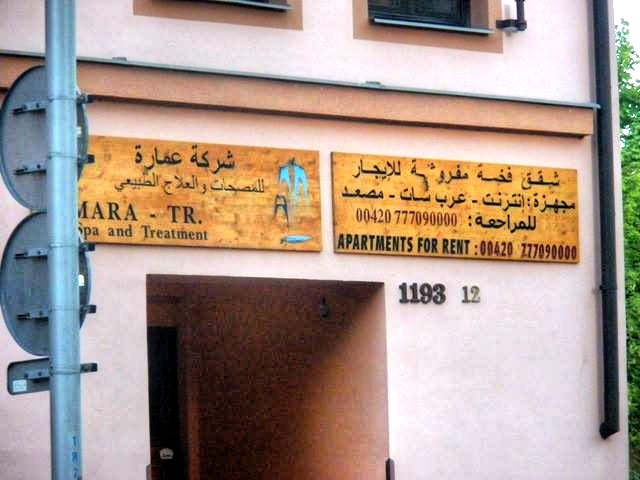 شركة عمارة
للمصحات والعلاج الطبيعي
MARA - TR.
Spa and Treatment
شقق فخمة مفروشة للإيجار
مجهزة: انترنت - عرب سات - مصعد
للمراجعة: 00420 777090000
APARTMENTS FOR RENT : 00420 777090000
1193 12